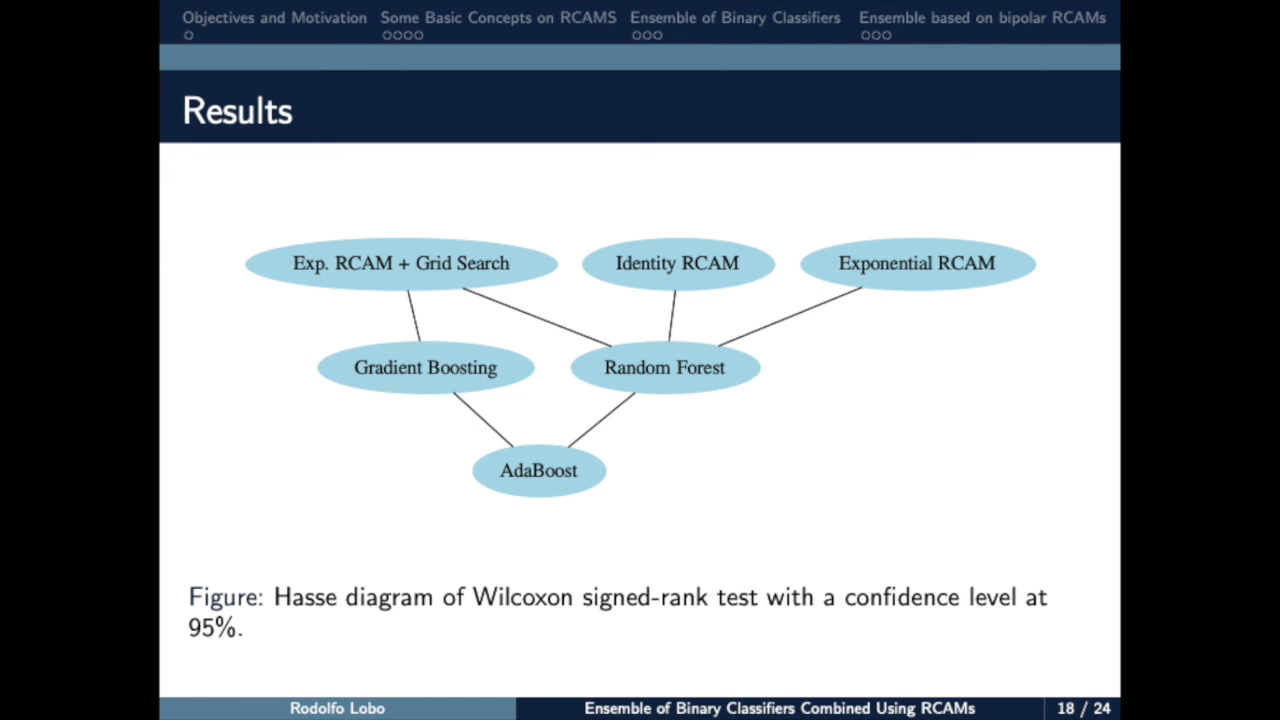 Objectives and Motivation Some Basic Concepts on RCAMS Ensemble of Binary Classifiers Ensemble based on bipolar RCAMs
Results
Exp. RCAM + Grid Search Identity RCAM Exponential RCAM
Gradient Boosting Random Forest
AdaBoost
Figure: Hasse diagram of Wilcoxon signed-rank test with a confidence level at
95%.
Rodolfo Lobo Ensemble of Binary Classifiers Combined Using RCAMs 18 / 24